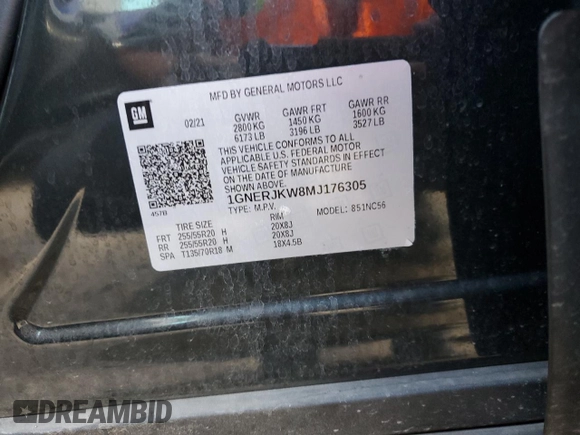 MFD BY GENERAL MOTORS LLC
GM
02/21
GVWR GAWR FRT GAWR RR
2800 KG 1450 KG 1600 KG
6173 LB 3196 LB 3527 LB
THIS VEHICLE CONFORMS TO ALL
APPLICABLE U.S. FEDERAL MOTOR
VEHICLE SAFETY STANDARDS IN EFFECT
ON THE DATE OF MANUFACTURE
SHOWN ABOVE.
1GNERJKW8MJ176305
457B
TYPE: M.P.V. MODEL: 851NC56
TIRE SIZE RIM
FRT 255/55R20 H 20X8J
RR 255/55R20 H 20X8J
SPA T135/70R18 M 18X4.5B
DREAMBID